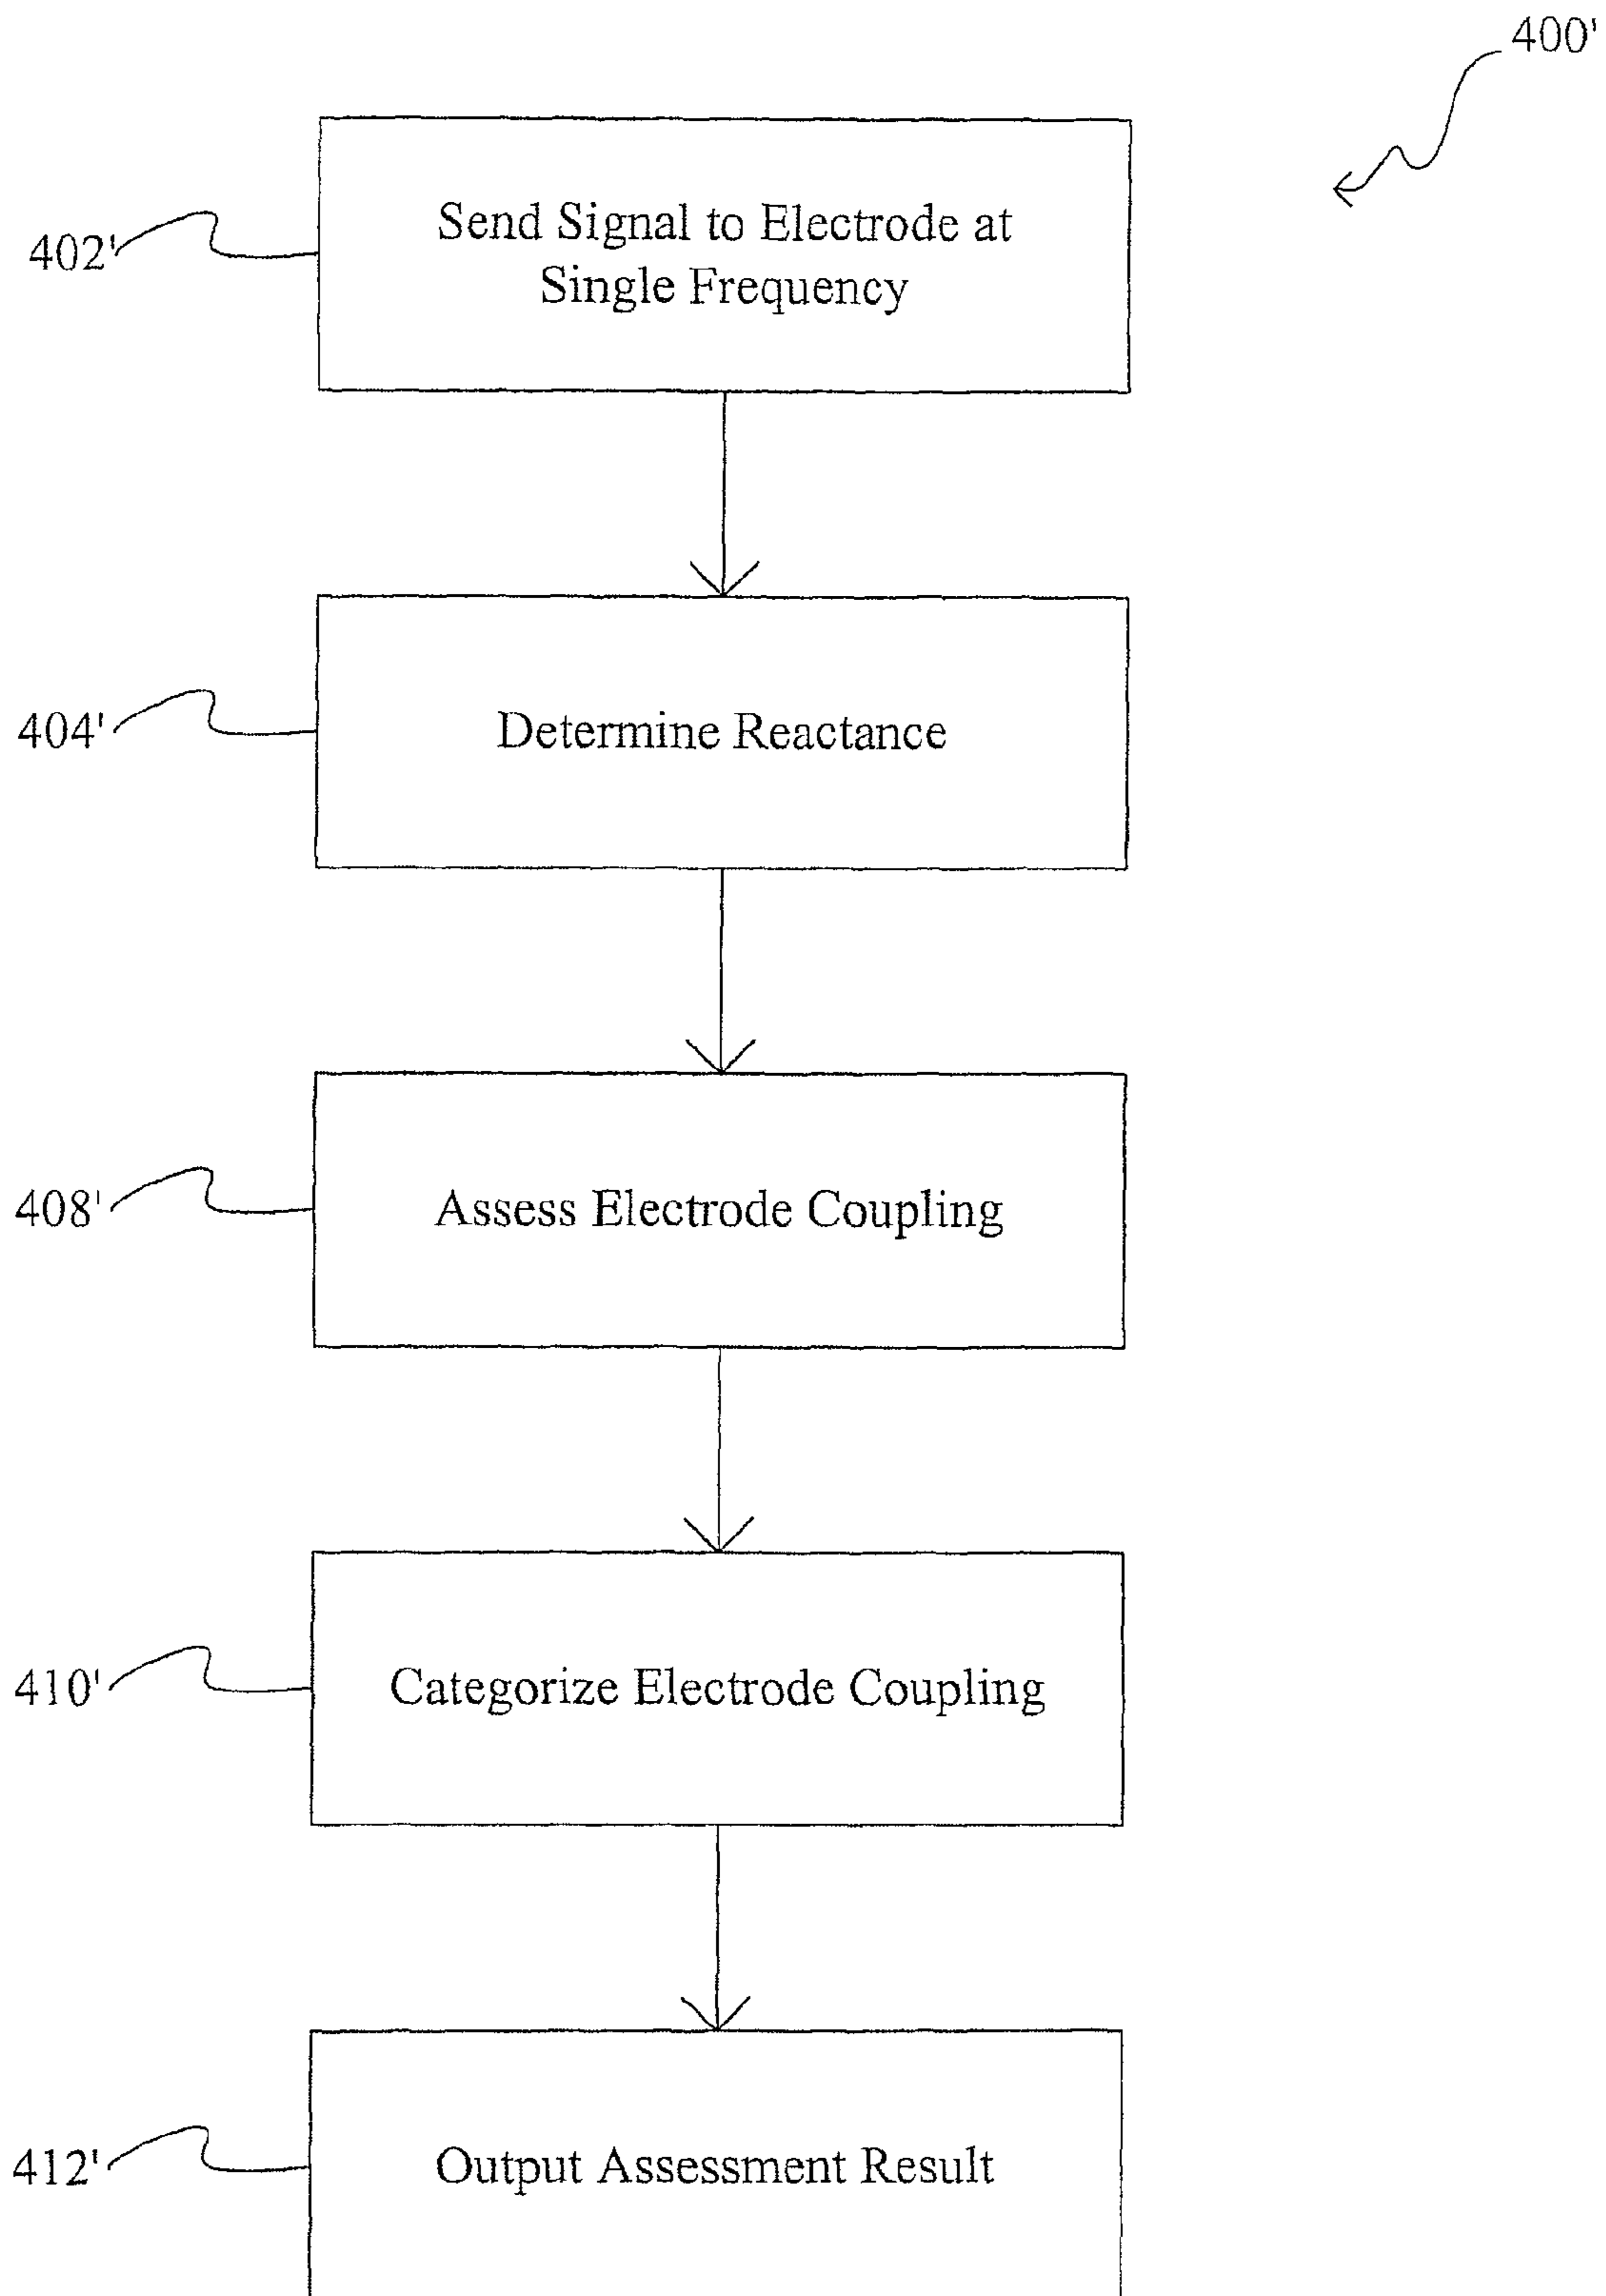 400'
402'
Send Signal to Electrode at
Single Frequency
404'
Determine Reactance
408'
Assess Electrode Coupling
410'
Categorize Electrode Coupling
412'
Output Assessment Result